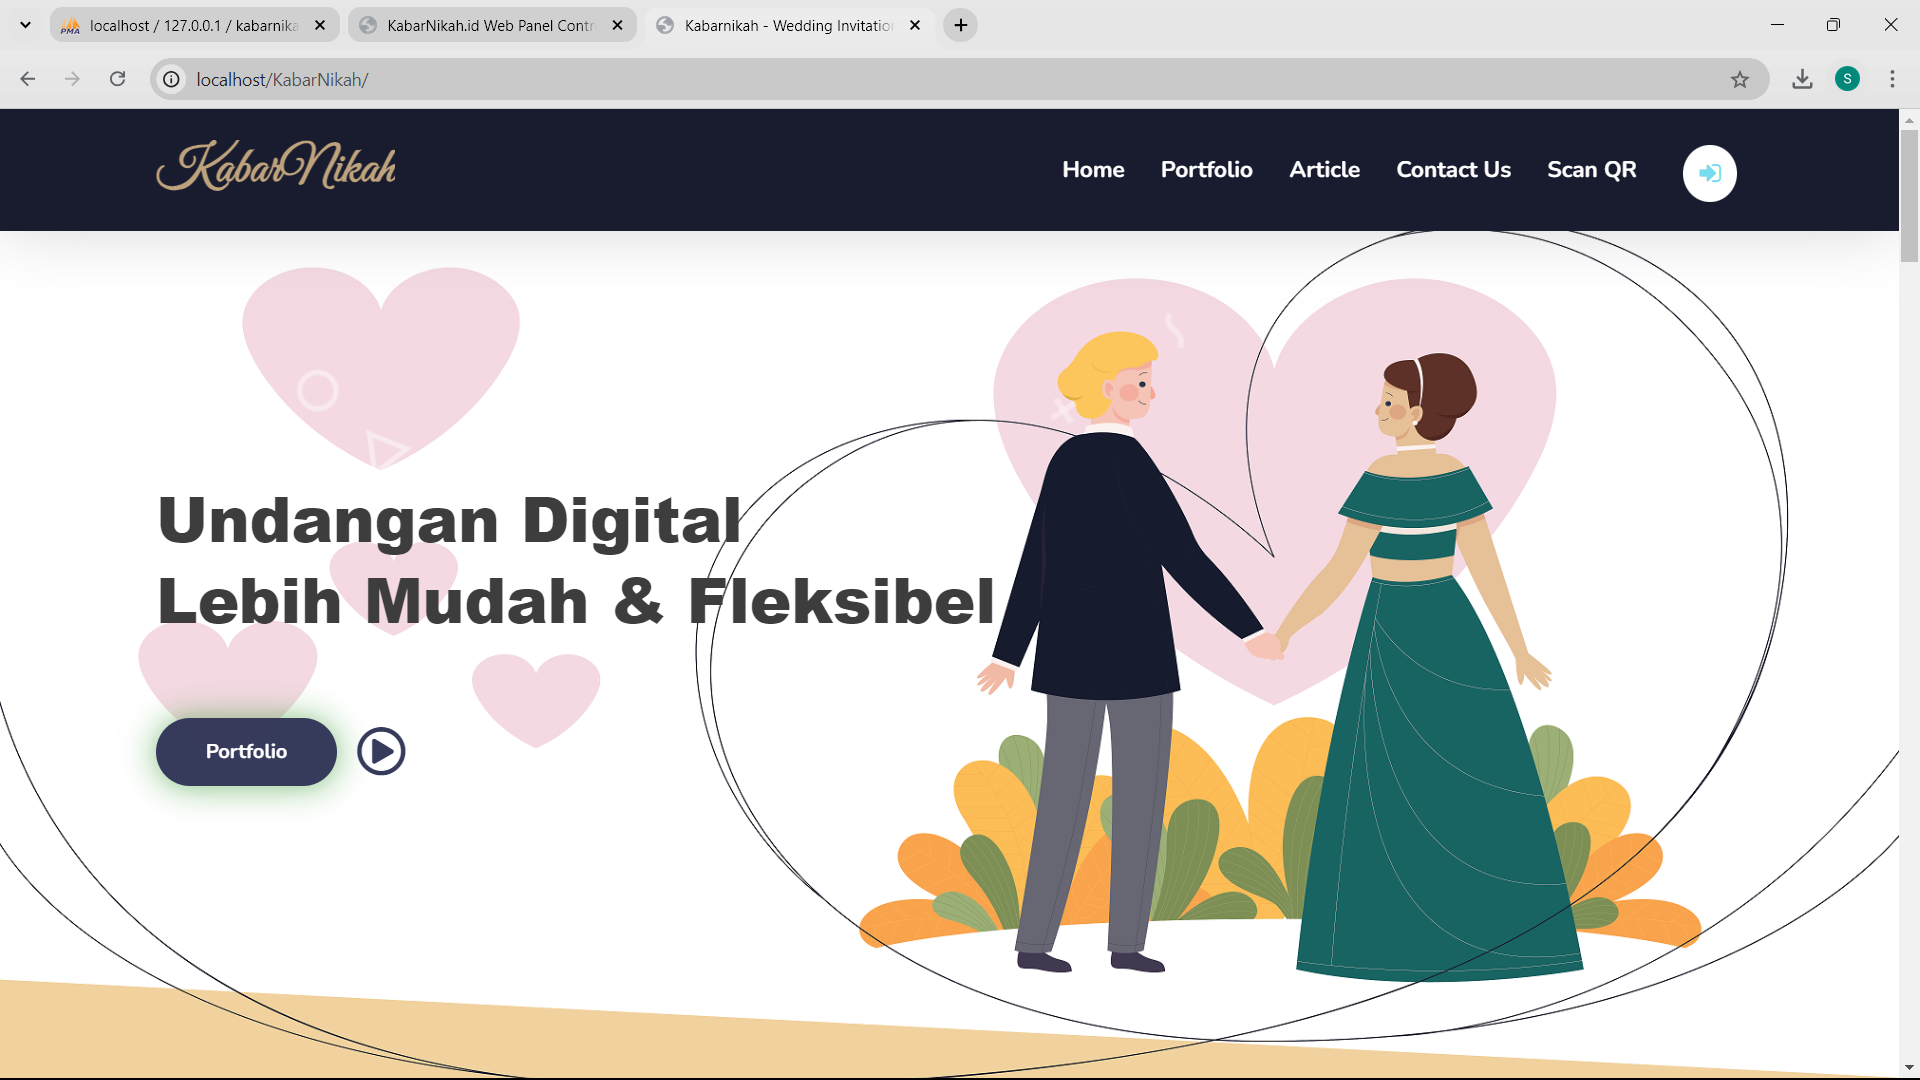 localhost / 127.0.0.1 / kabarnika
KabarNikah.id Web Panel Contr
Kabarnikah - Wedding Invitation
localhost/KabarNikah/
S
KabarNikah
Home Portfolio Article Contact Us Scan QR
Undangan Digital
Lebih Mudah & Fleksibel
Portfolio